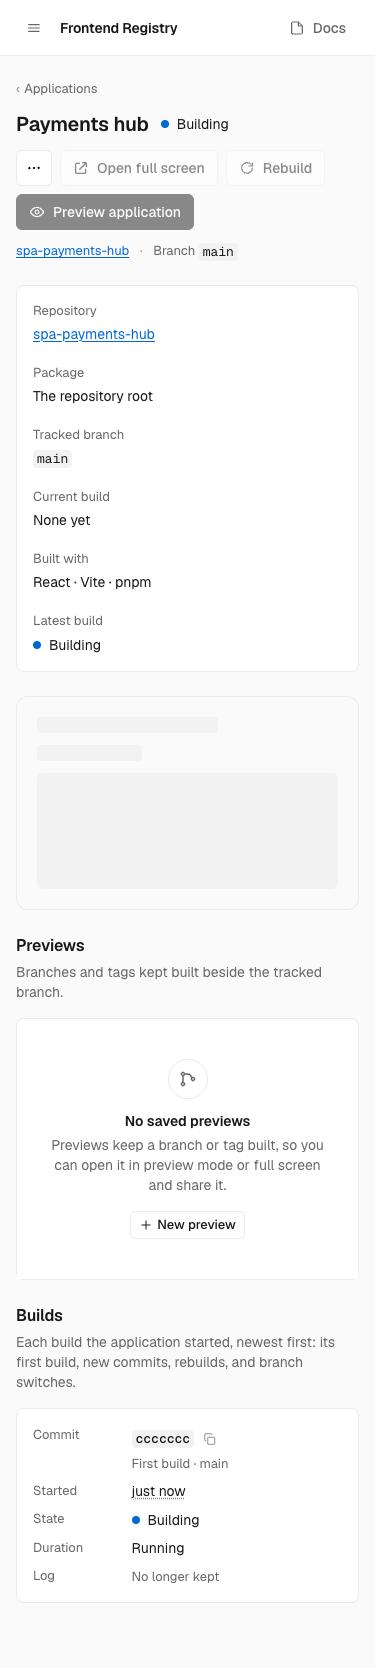 Frontend Registry
Docs
‹ Applications
Payments hub
Building
Open full screen
Rebuild
Preview application
spa-payments-hub · Branch main
Repository
spa-payments-hub
Package
The repository root
Tracked branch
main
Current build
None yet
Built with
React · Vite · pnpm
Latest build
Building
Previews
Branches and tags kept built beside the tracked
branch.
No saved previews
Previews keep a branch or tag built, so you
can open it in preview mode or full screen
and share it.
New preview
Builds
Each build the application started, newest first: its
first build, new commits, rebuilds, and branch
switches.
Commit
ccccccc
First build · main
Started
just now
State
Building
Duration
Running
Log
No longer kept